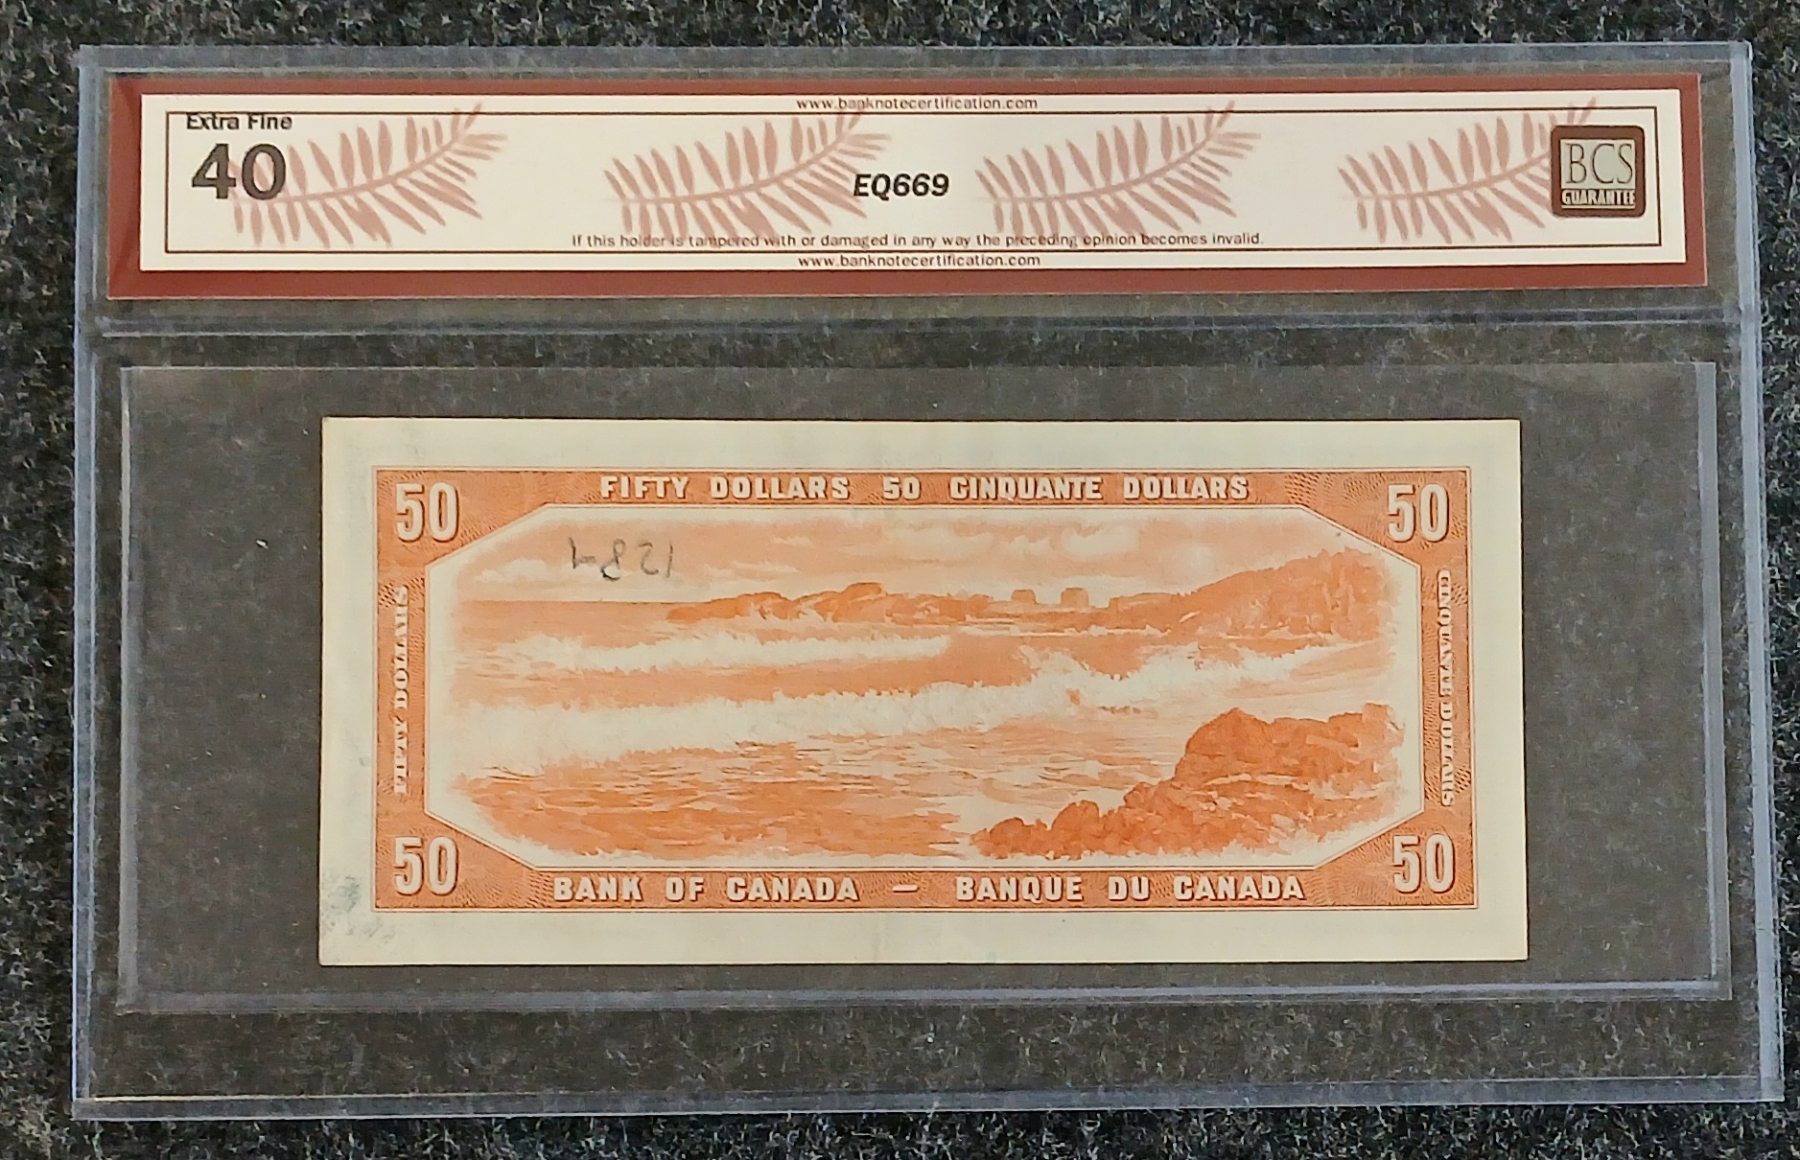 www.banknotecertification.com
Extra Fine
40
EQ669
BCS
GUARANTEE
If this holder is tampered with or damaged in any way the preceding opinion becomes invalid.
www.banknotecertification.com
50 FIFTY DOLLARS 50 CINQUANTE DOLLARS 50
FIFTY DOLLARS
CINQUANTE DOLLARS
50 BANK OF CANADA — BANQUE DU CANADA 50